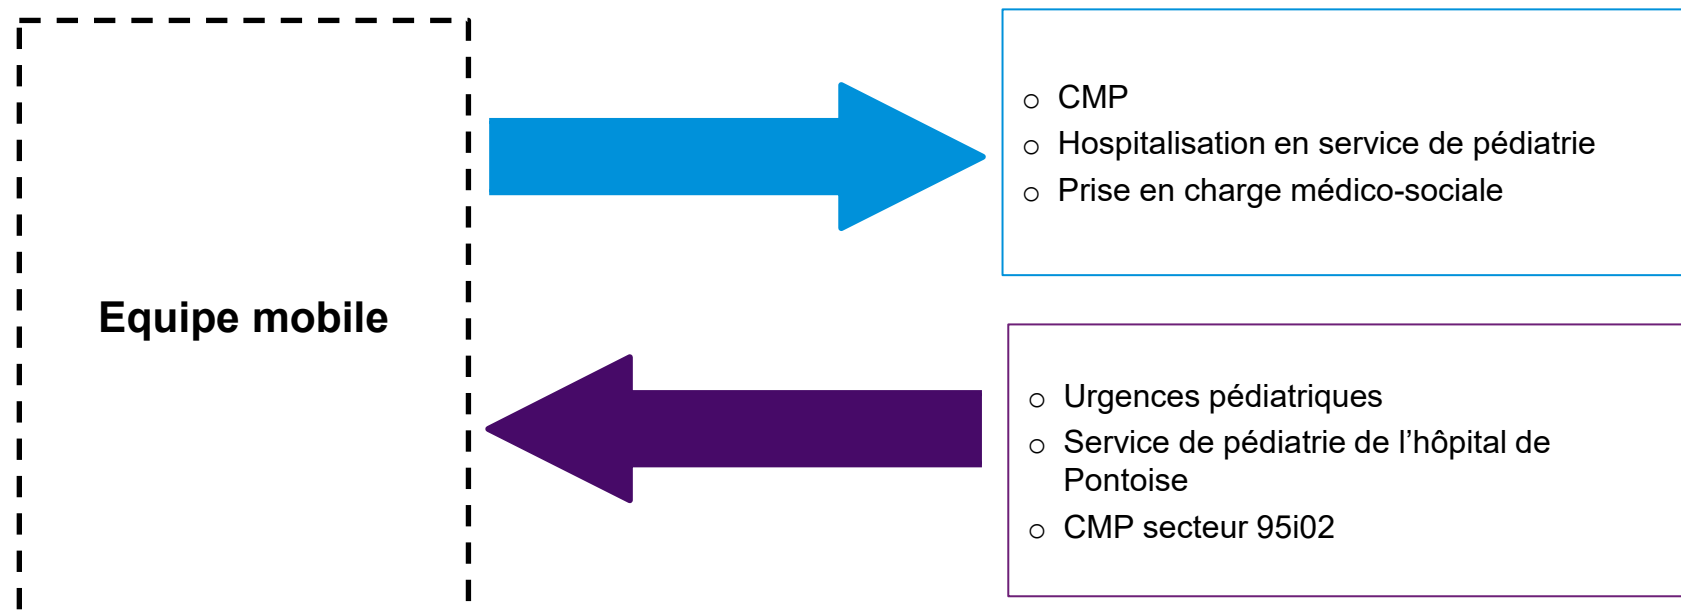 Equipe mobile
○ CMP
○ Hospitalisation en service de pédiatrie
○ Prise en charge médico-sociale
○ Urgences pédiatriques
○ Service de pédiatrie de l’hôpital de
Pontoise
○ CMP secteur 95i02